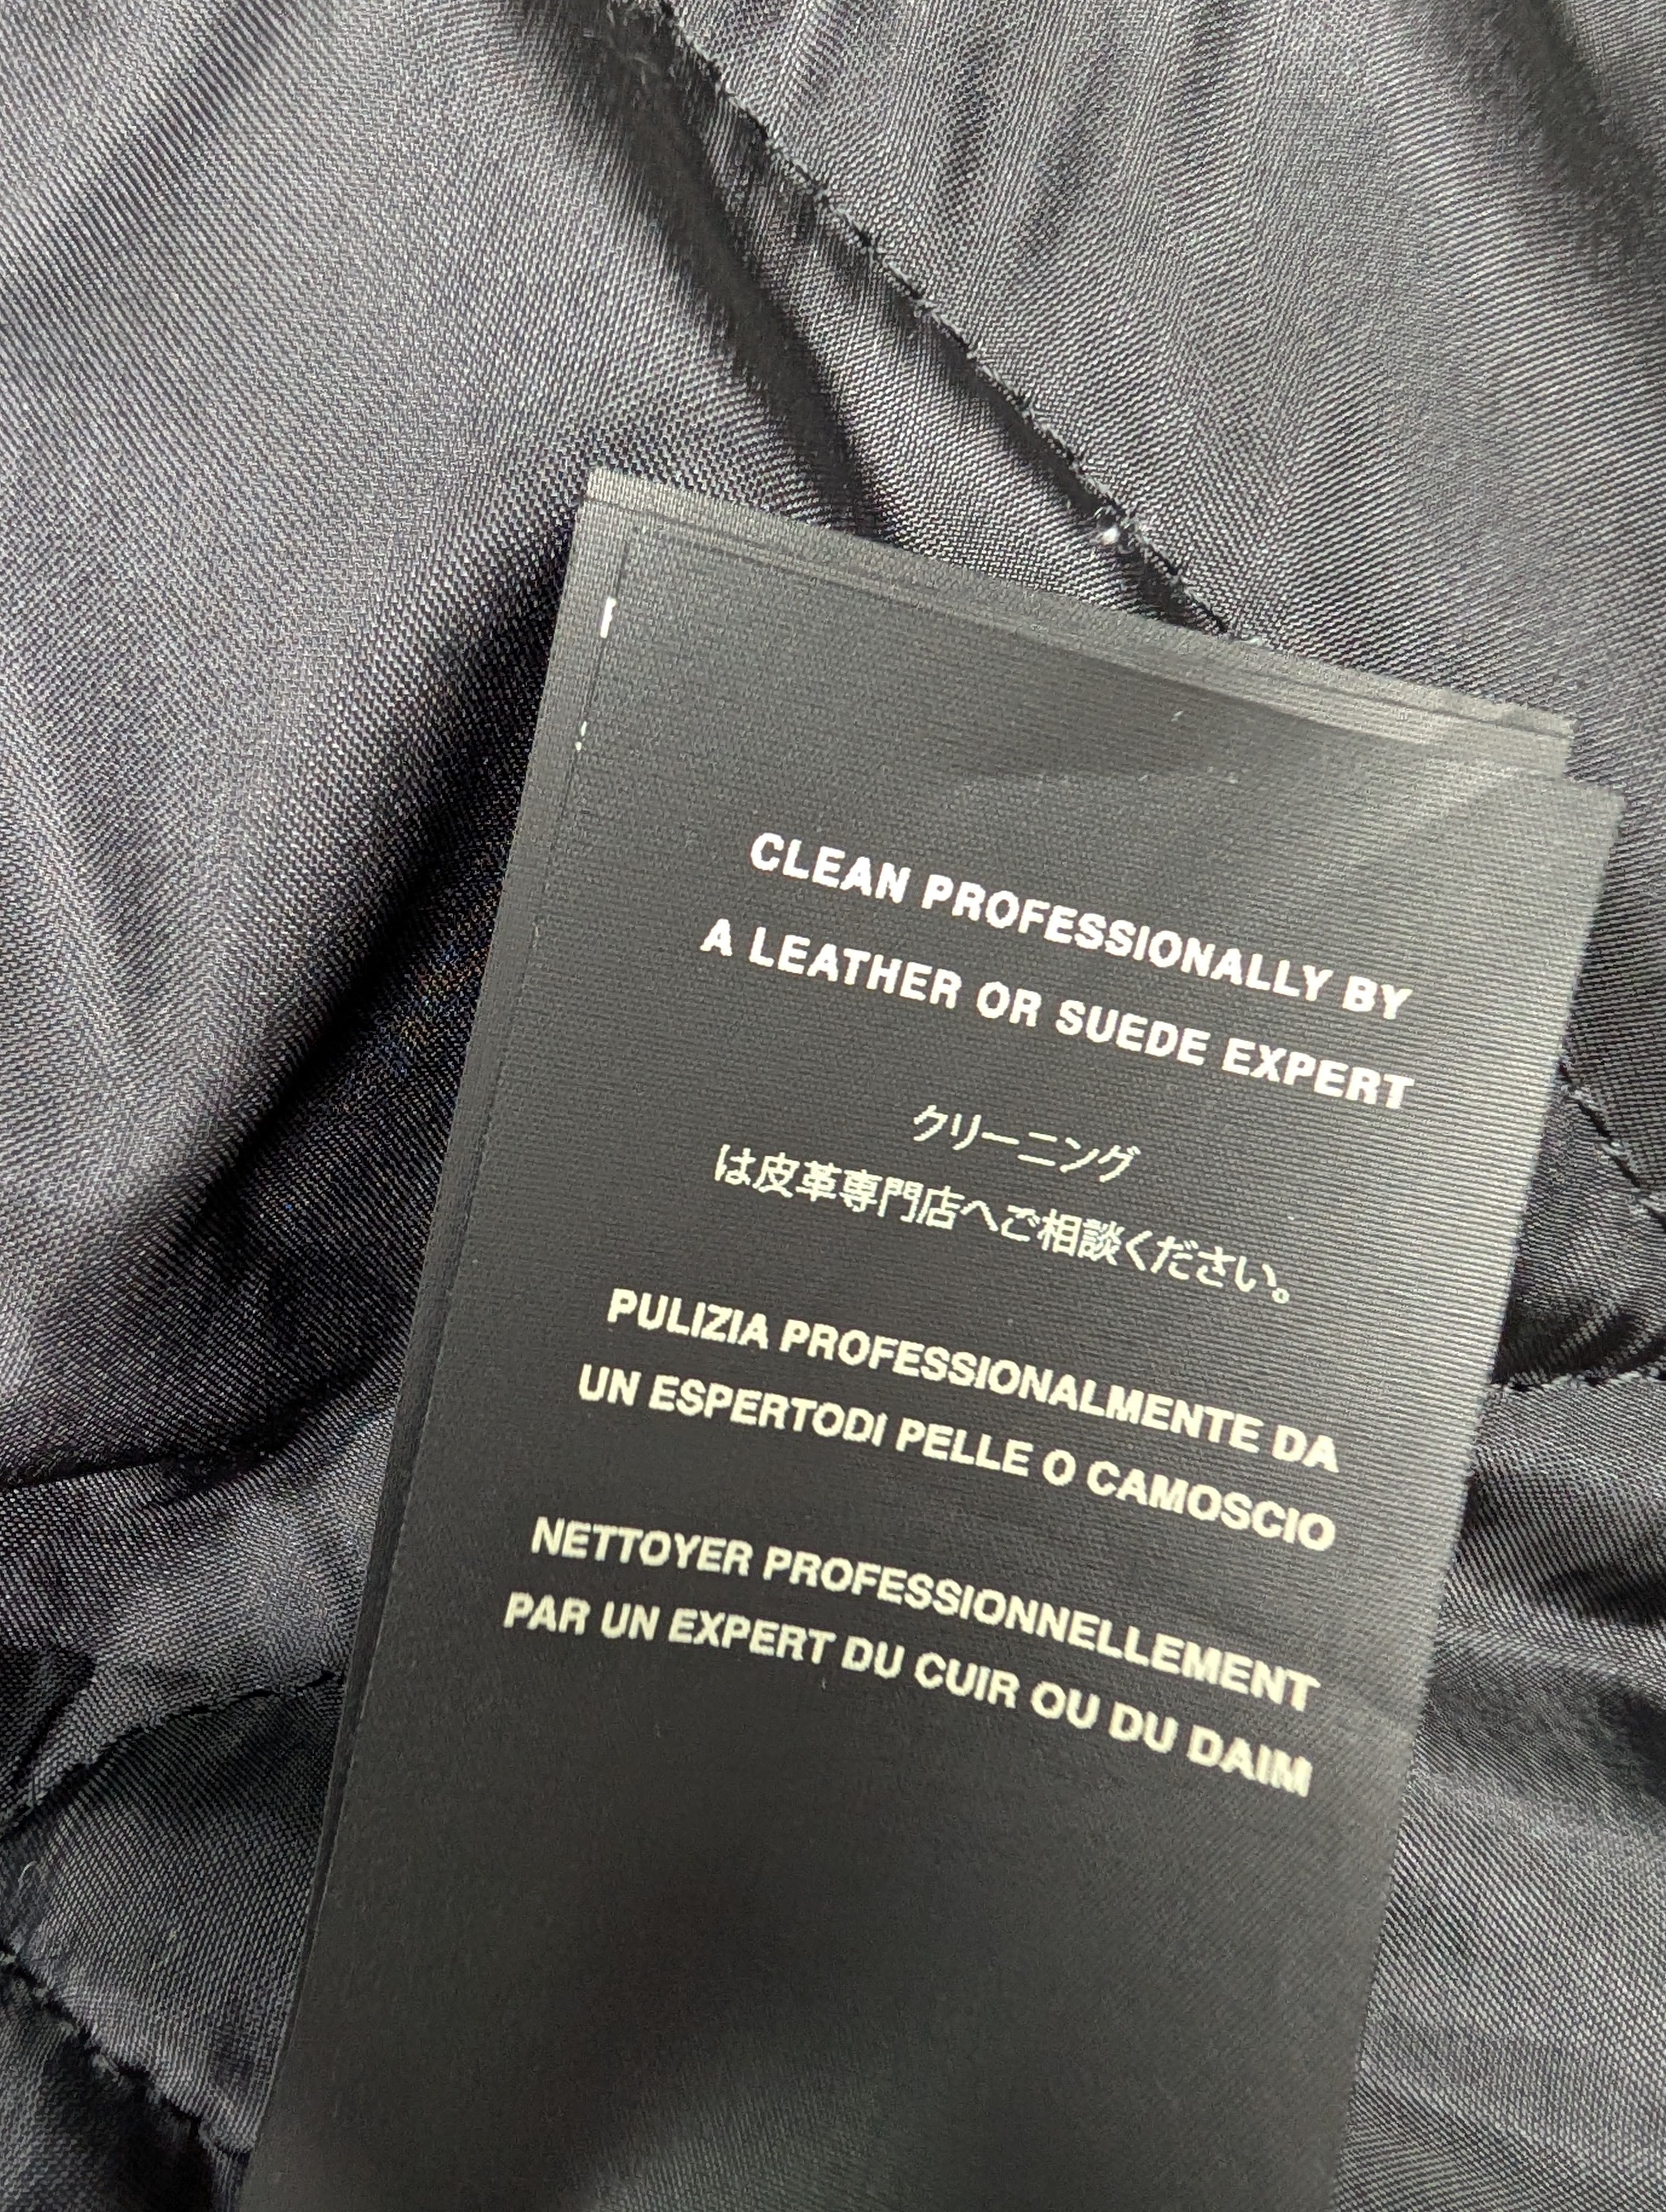 CLEAN PROFESSIONALLY BY
A LEATHER OR SUEDE EXPERT
クリーニング
は皮革専門店へご相談ください。
PULIZIA PROFESSIONALMENTE DA
UN ESPERTODI PELLE O CAMOSCIO
NETTOYER PROFESSIONNELLEMENT
PAR UN EXPERT DU CUIR OU DU DAIM